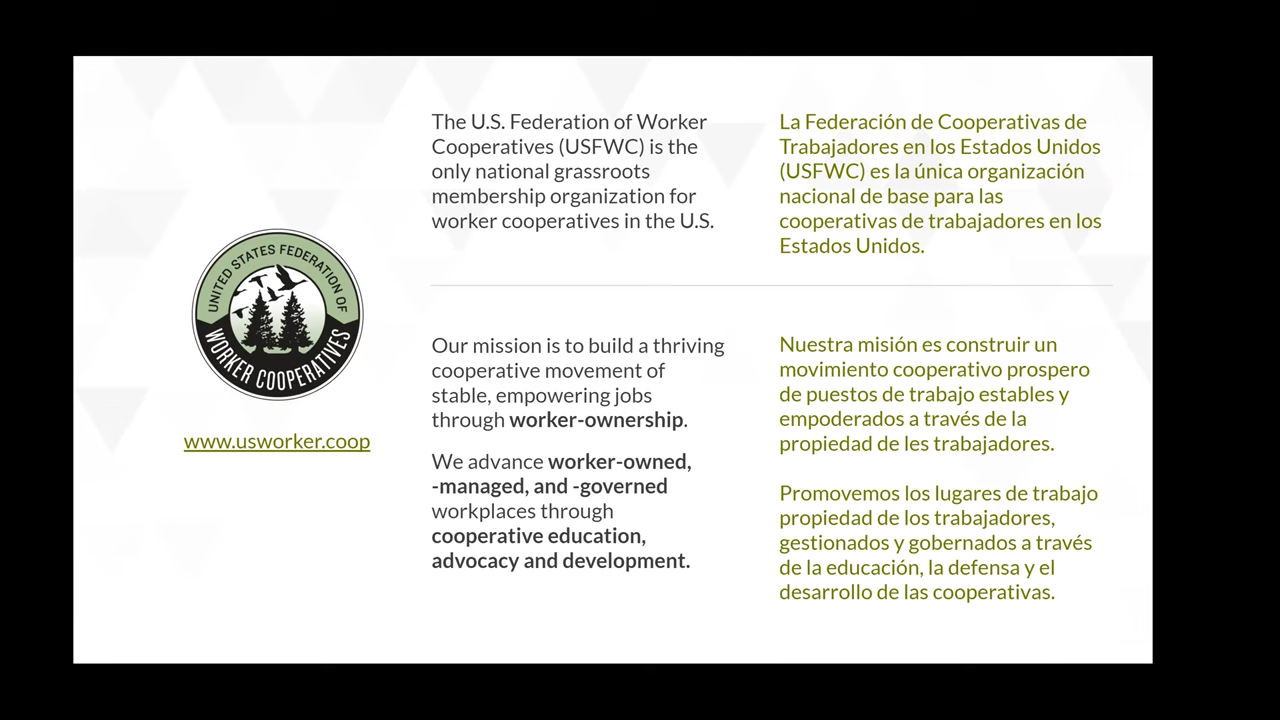 UNITED STATES FEDERATION OF
WORKER COOPERATIVES
www.usworker.coop
The U.S. Federation of Worker
Cooperatives (USFWC) is the
only national grassroots
membership organization for
worker cooperatives in the U.S.
La Federación de Cooperativas de
Trabajadores en los Estados Unidos
(USFWC) es la única organización
nacional de base para las
cooperativas de trabajadores en los
Estados Unidos.
Our mission is to build a thriving
cooperative movement of
stable, empowering jobs
through worker-ownership.
We advance worker-owned,
-managed, and -governed
workplaces through
cooperative education,
advocacy and development.
Nuestra misión es construir un
movimiento cooperativo prospero
de puestos de trabajo estables y
empoderados a través de la
propiedad de les trabajadores.
Promovemos los lugares de trabajo
propiedad de los trabajadores,
gestionados y gobernados a través
de la educación, la defensa y el
desarrollo de las cooperativas.